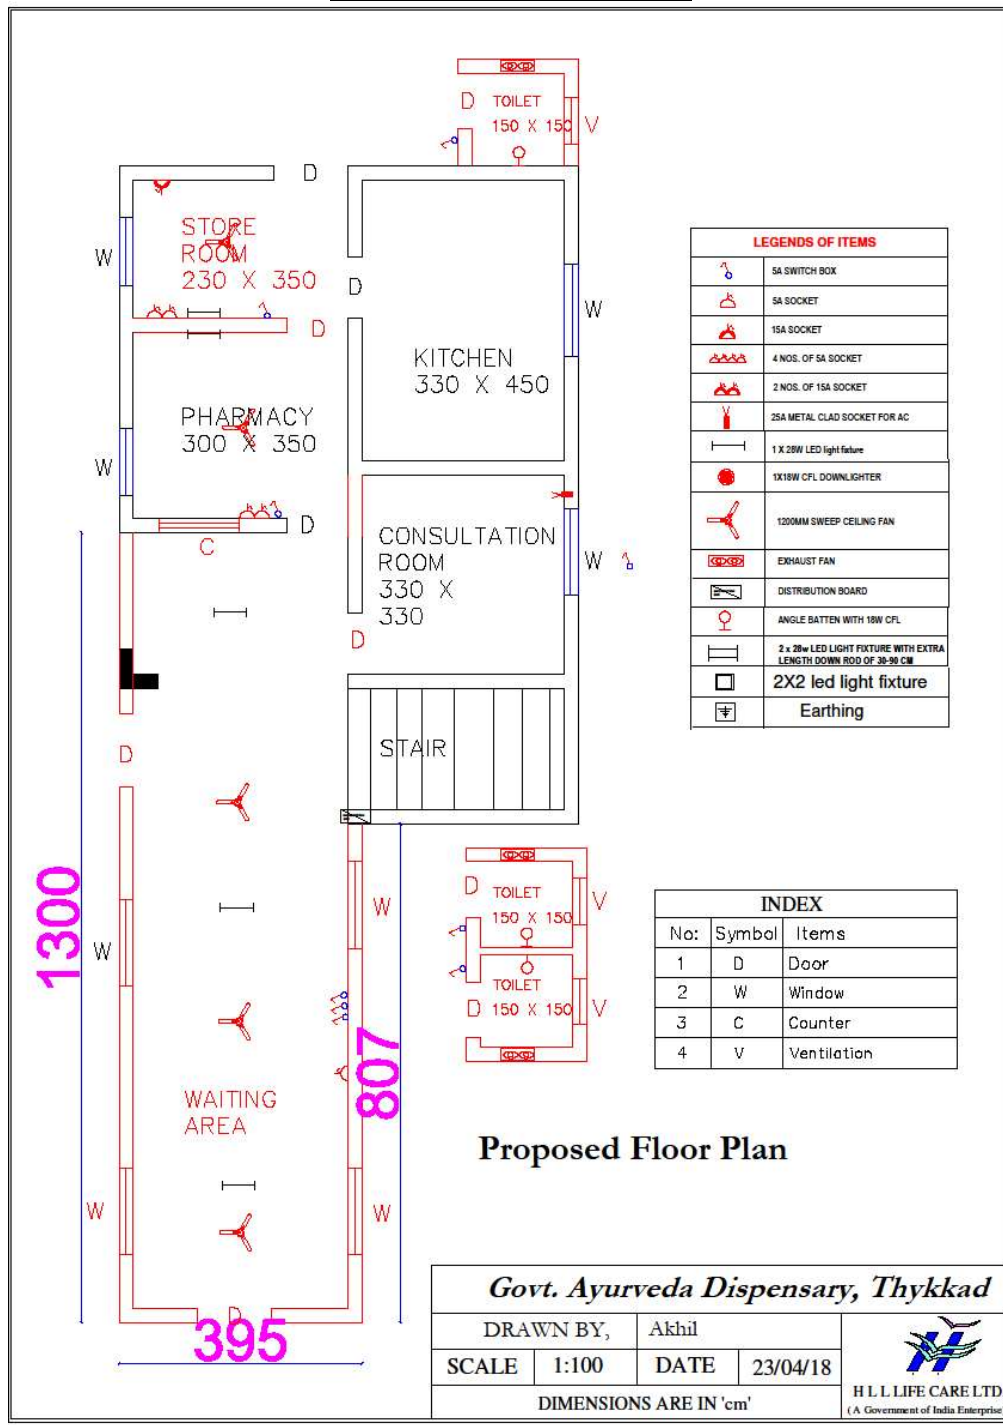 D
TOILET
150 X 150
V
D
STORE
ROOM
230 X 350
W
D
W
D
KITCHEN
330 X 450
PHARMACY
300 X 350
W
D
C
CONSULTATION
ROOM
330 X
330
W
D
STAIR
D
1300
W
W
807
WAITING
AREA
W
W
D
395
D
TOILET
150 X 150
V
TOILET
D
150 X 150
V
LEGENDS OF ITEMS
5A SWITCH BOX
5A SOCKET
15A SOCKET
4 NOS. OF 5A SOCKET
2 NOS. OF 15A SOCKET
25A METAL CLAD SOCKET FOR AC
1 X 28W LED light fixture
1X18W CFL DOWNLIGHTER
1200MM SWEEP CEILING FAN
EXHAUST FAN
DISTRIBUTION BOARD
ANGLE BATTEN WITH 18W CFL
2 x 28w LED LIGHT FIXTURE WITH EXTRA
LENGTH DOWN ROD OF 30-90 CM
2X2 led light fixture
Earthing
INDEX
No: Symbol Items
1 D Door
2 W Window
3 C Counter
4 V Ventilation
Proposed Floor Plan
Govt. Ayurveda Dispensary, Thykkad
DRAWN BY, Akhil
SCALE 1:100 DATE 23/04/18
DIMENSIONS ARE IN 'cm'
H L L LIFE CARE LTD
( A Government of India Enterprise